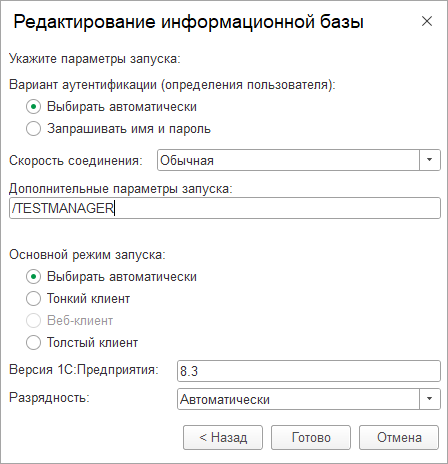 Редактирование информационной базы
Укажите параметры запуска:
Вариант аутентификации (определения пользователя):
Выбирать автоматически
Запрашивать имя и пароль
Скорость соединения: Обычная
Дополнительные параметры запуска:
/TESTMANAGER
Основной режим запуска:
Выбирать автоматически
Тонкий клиент
Веб-клиент
Толстый клиент
Версия 1С:Предприятия: 8.3
Разрядность: Автоматически
< Назад Готово Отмена